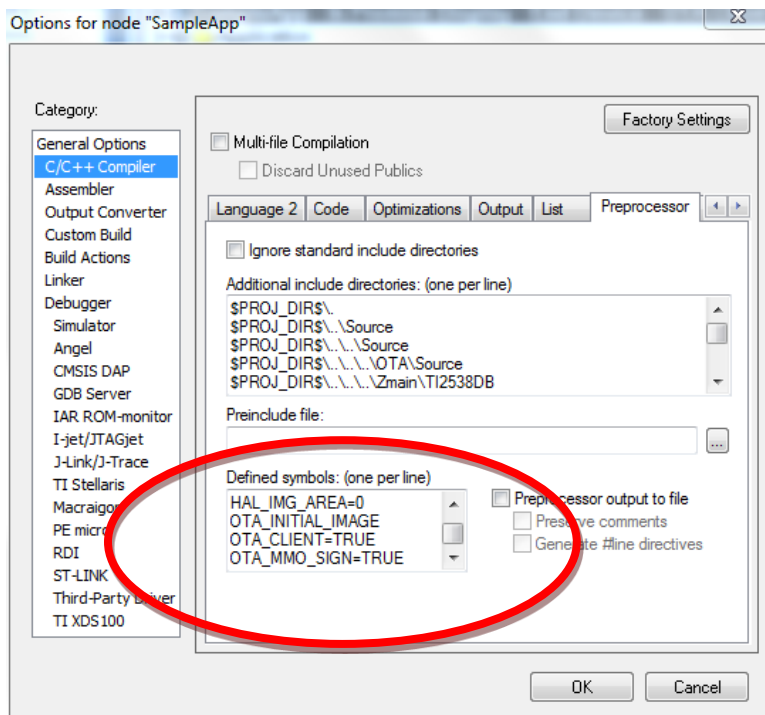 Options for node "SampleApp"
Category:
General Options
C/C++ Compiler
Assembler
Output Converter
Custom Build
Build Actions
Linker
Debugger
Simulator
Angel
CMSIS DAP
GDB Server
IAR ROM-monitor
I-jet/JTAGjet
J-Link/J-Trace
TI Stellaris
Macraigor
PE micro
RDI
ST-LINK
Third-Party Driver
TI XDS100
Factory Settings
Multi-file Compilation
Discard Unused Publics
Language 2 Code Optimizations Output List Preprocessor
Ignore standard include directories
Additional include directories: (one per line)
$PROJ_DIR$\.
$PROJ_DIR$\..\Source
$PROJ_DIR$\..\..\Source
$PROJ_DIR$\..\..\..\OTA\Source
$PROJ_DIR$\..\..\..\Zmain\TI2538DB
Preinclude file:
...
Defined symbols: (one per line)
HAL_IMG_AREA=0
OTA_INITIAL_IMAGE
OTA_CLIENT=TRUE
OTA_MMO_SIGN=TRUE
Preprocessor output to file
Preserve comments
Generate #line directives
OK Cancel